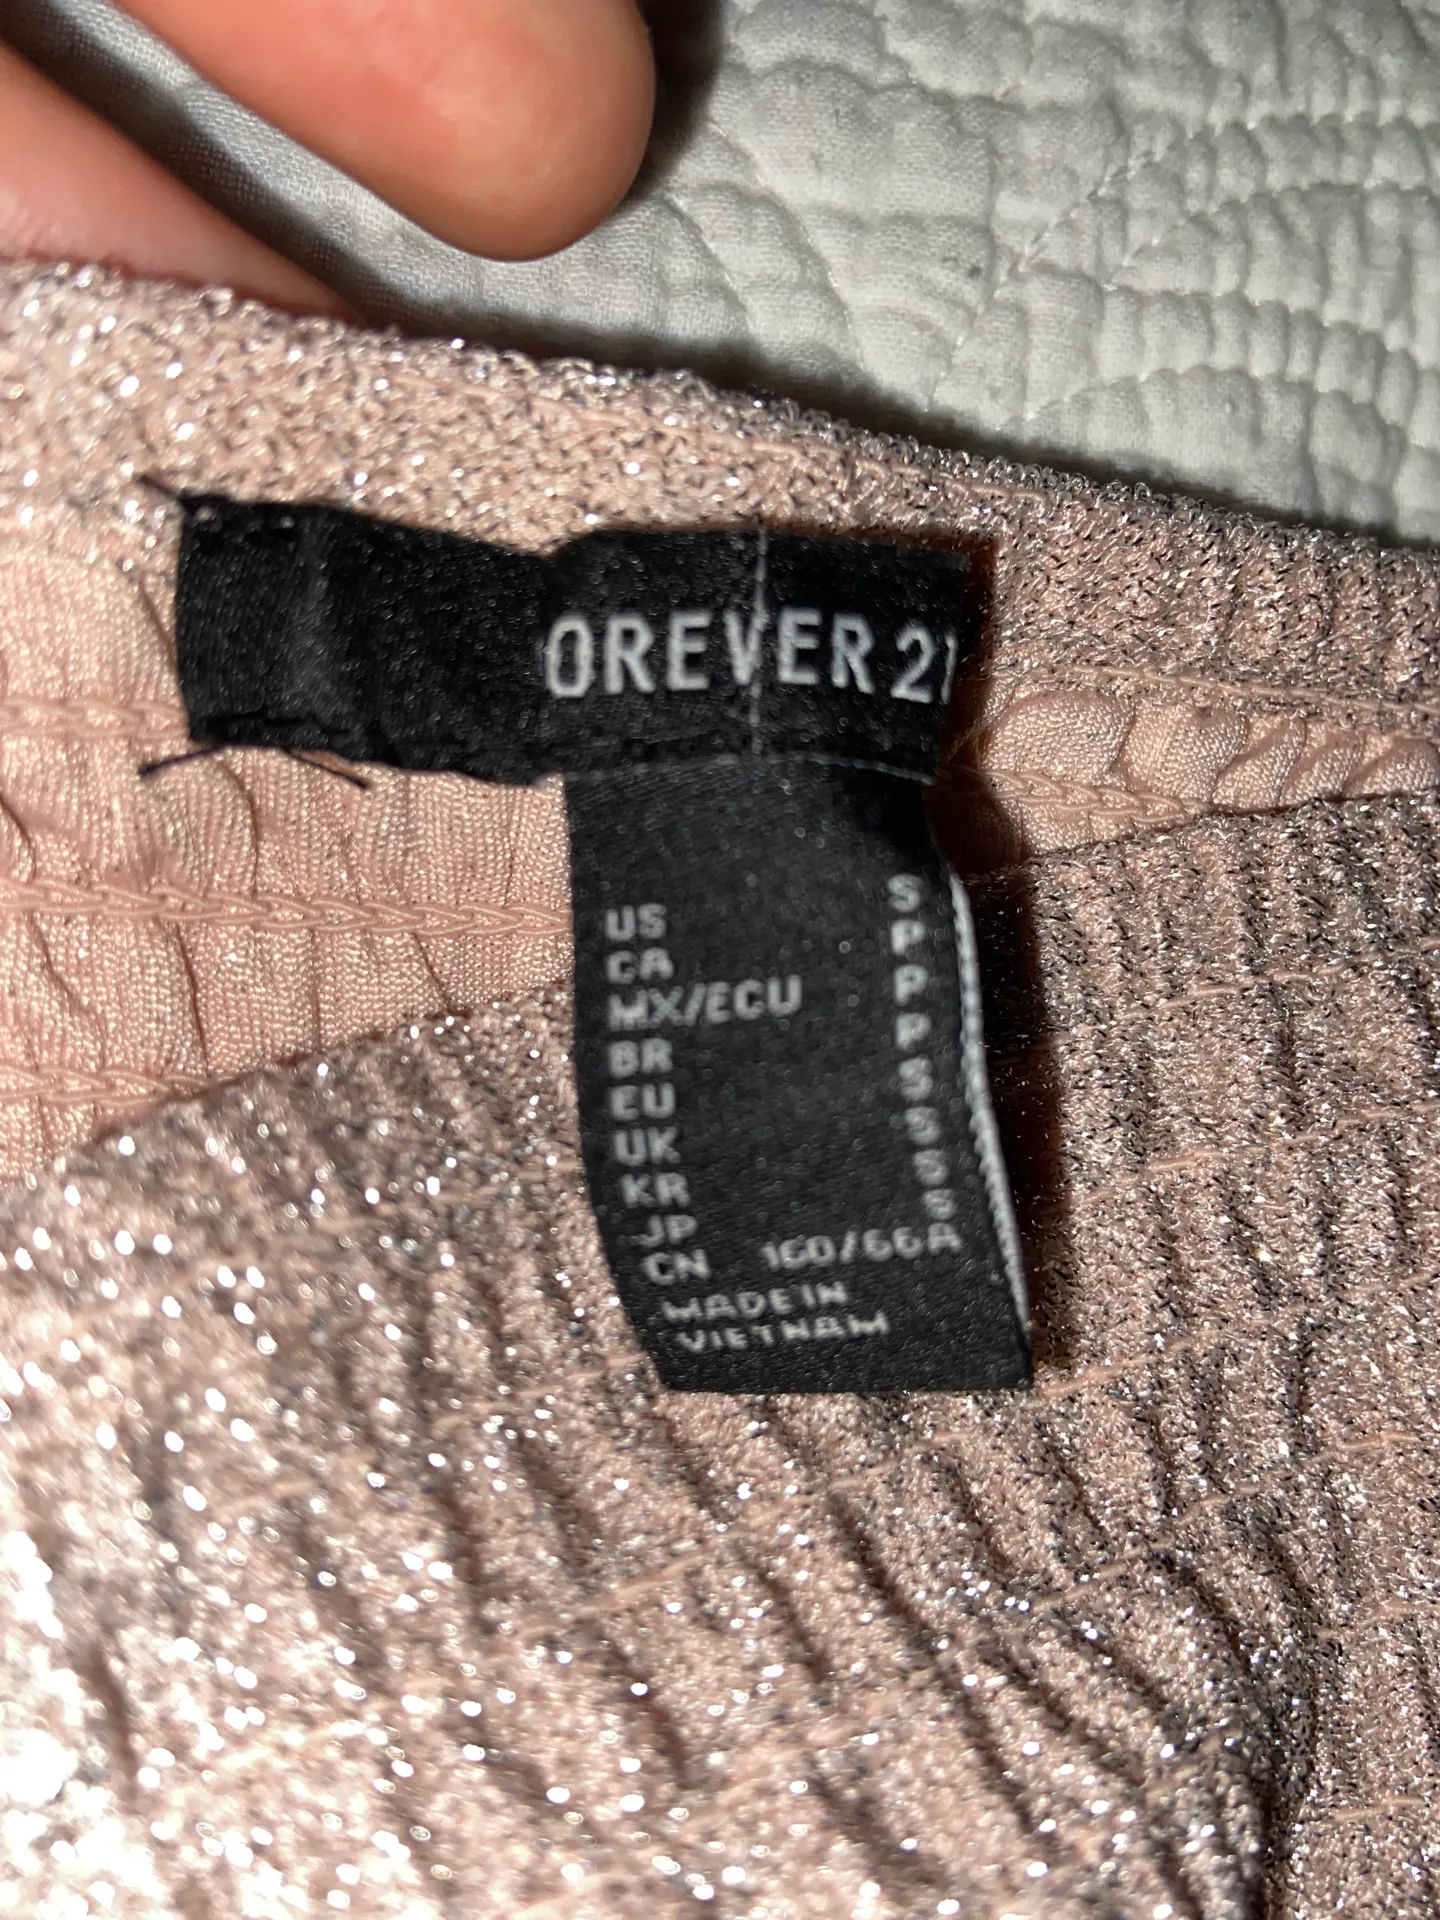 OREVER 21
US S
CA P
MX/ECU P
BR P
EU S
UK S
KR S
JP S
CN 160/66A
MADE IN
VIETNAM